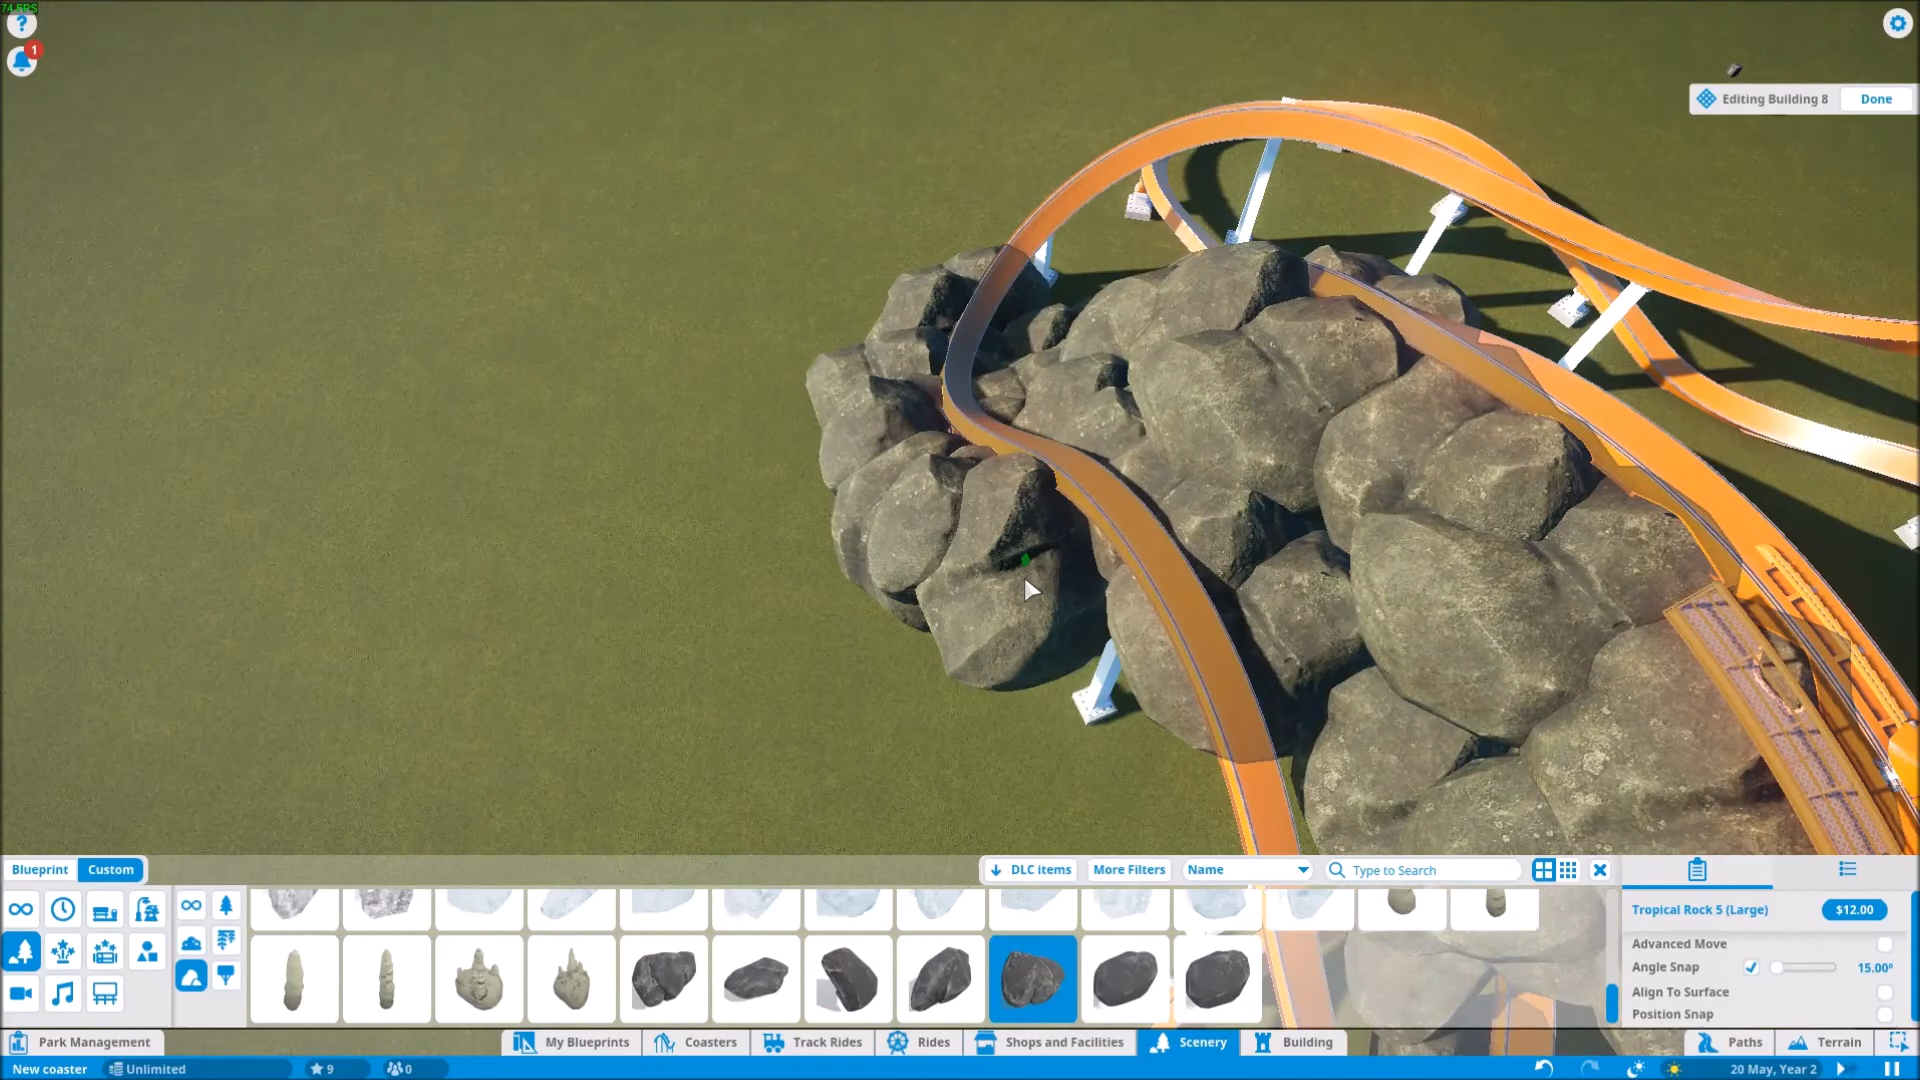 74 FPS
?
1
Editing Building 8
Done
Blueprint
Custom
DLC items
More Filters
Name
Type to Search
Tropical Rock 5 (Large)
$12.00
Advanced Move
Angle Snap
15.00°
Align To Surface
Position Snap
Park Management
My Blueprints
Coasters
Track Rides
Rides
Shops and Facilities
Scenery
Building
Paths
Terrain
New coaster
Unlimited
9
0
20 May, Year 2